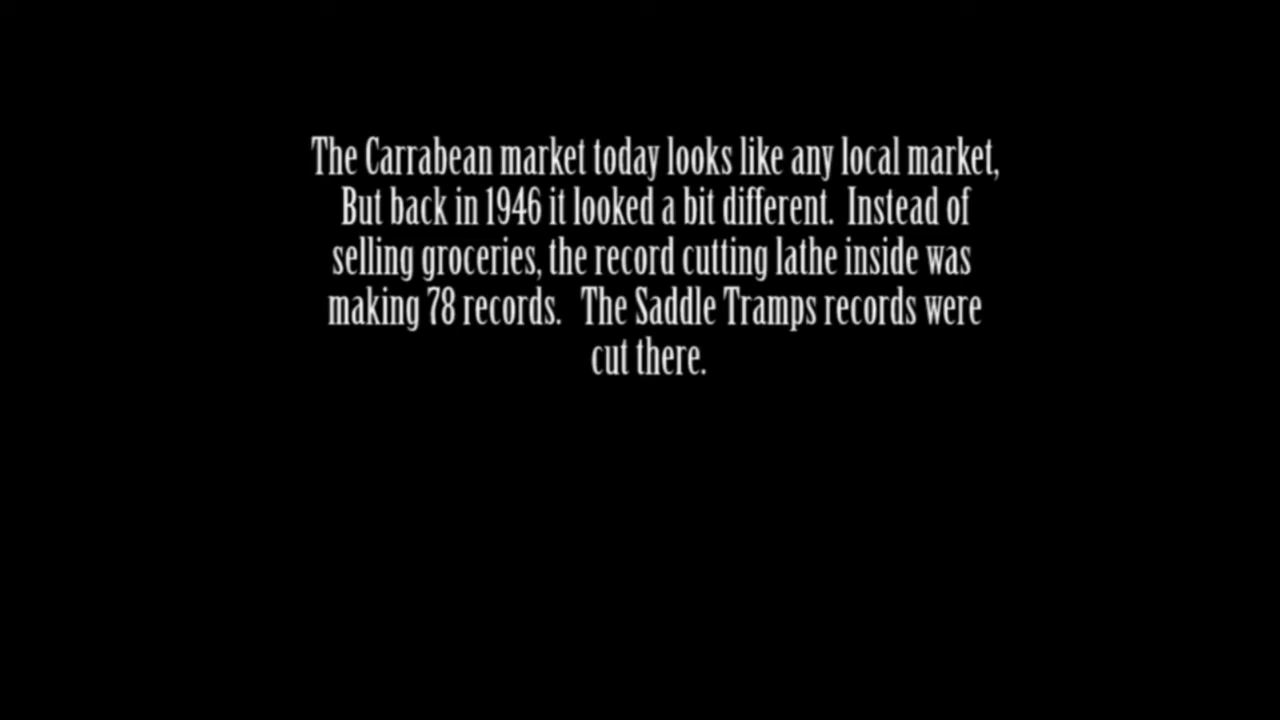 The Carrabean market today looks like any local market,
But back in 1946 it looked a bit different.  Instead of
selling groceries, the record cutting lathe inside was
making 78 records.   The Saddle Tramps records were
cut there.